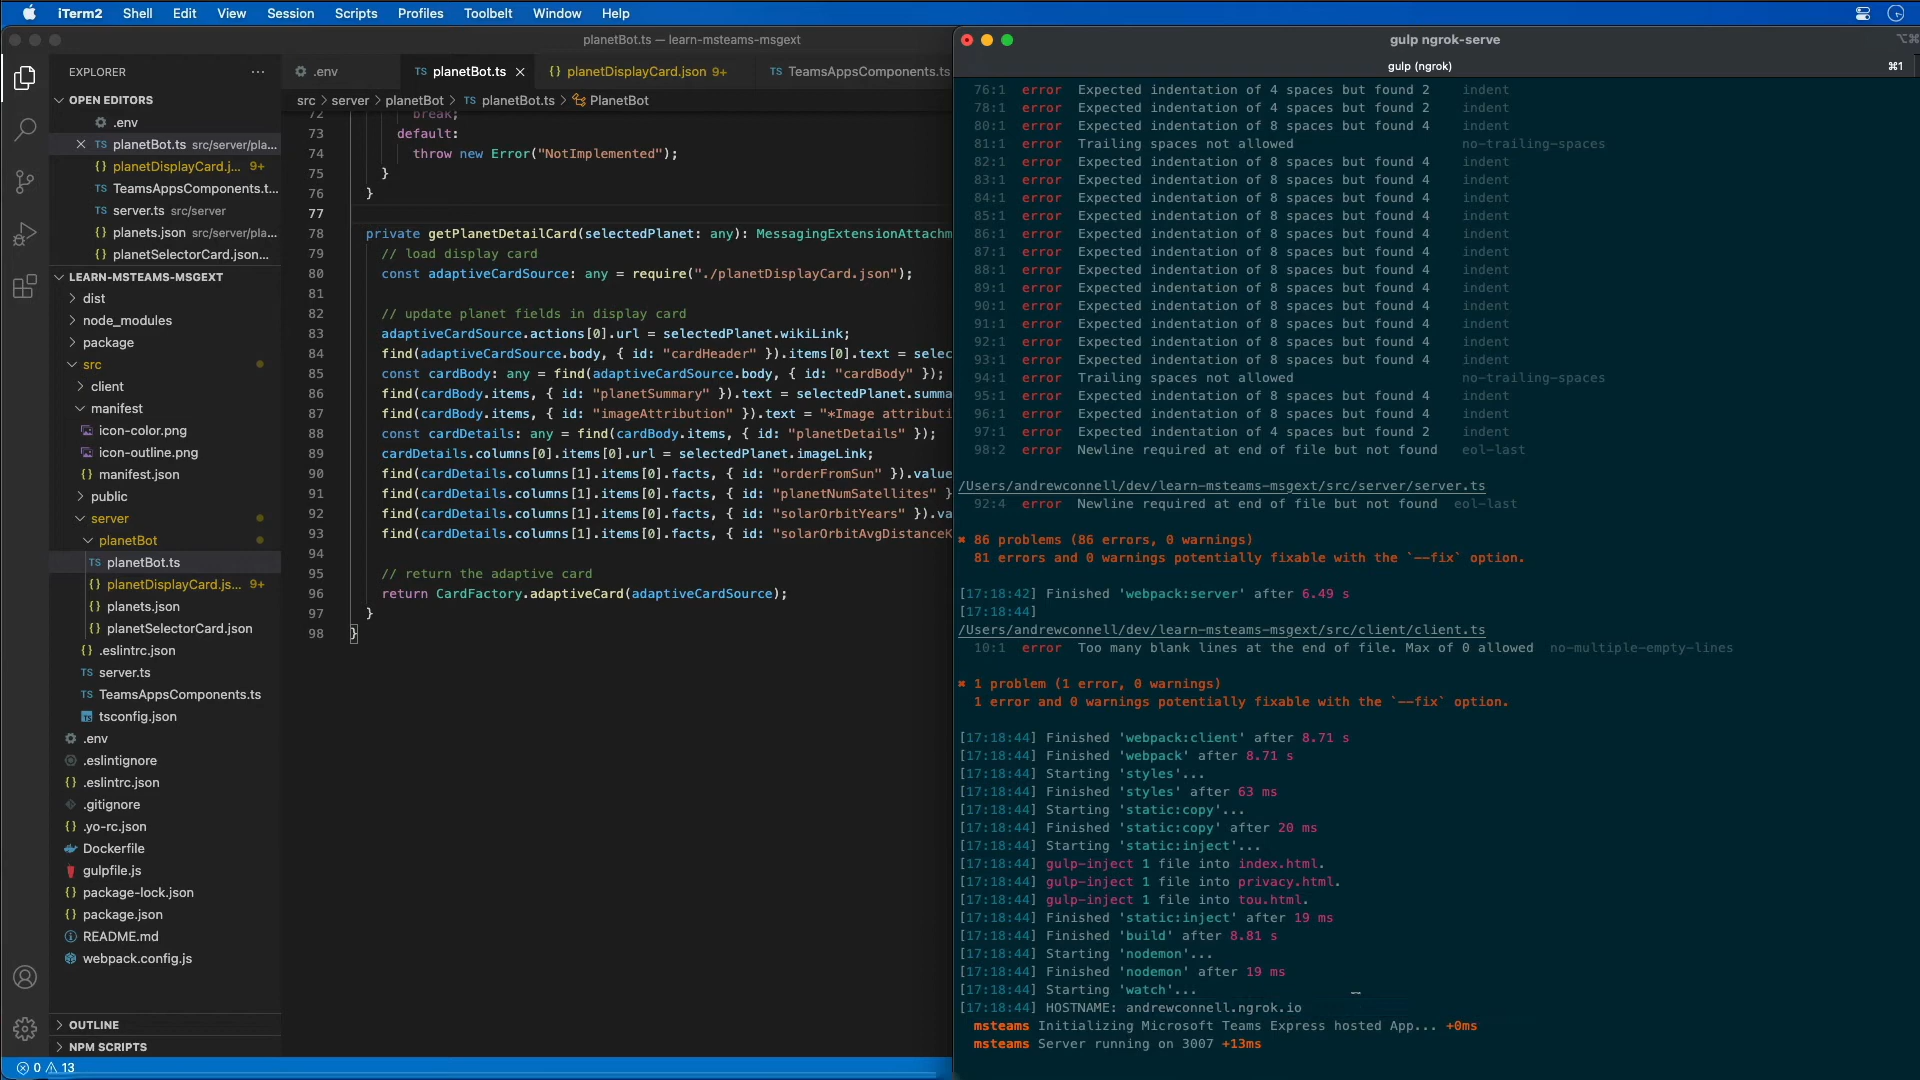 iTerm2 Shell Edit View Session Scripts Profiles Toolbelt Window Help
planetBot.ts — learn-msteams-msgext
EXPLORER
OPEN EDITORS
.env
planetBot.ts src/server/pla...
planetDisplayCard.j... 9+
TeamsAppsComponents.t...
server.ts src/server
planets.json src/server/pla...
planetSelectorCard.json...
LEARN-MSTEAMS-MSGEXT
dist
node_modules
package
src
client
manifest
icon-color.png
icon-outline.png
manifest.json
public
server
planetBot
planetBot.ts
planetDisplayCard.js... 9+
planets.json
planetSelectorCard.json
.eslintrc.json
server.ts
TeamsAppsComponents.ts
tsconfig.json
.env
.eslintignore
.eslintrc.json
.gitignore
.yo-rc.json
Dockerfile
gulpfile.js
package-lock.json
package.json
README.md
webpack.config.js
OUTLINE
NPM SCRIPTS
0 13
.env planetBot.ts planetDisplayCard.json 9+ TeamsAppsComponents.ts
src > server > planetBot > planetBot.ts > PlanetBot
72 break;
73 default:
74 throw new Error("NotImplemented");
75 }
76 }
77
78 private getPlanetDetailCard(selectedPlanet: any): MessagingExtensionAttachm
79 // load display card
80 const adaptiveCardSource: any = require("./planetDisplayCard.json");
81
82 // update planet fields in display card
83 adaptiveCardSource.actions[0].url = selectedPlanet.wikiLink;
84 find(adaptiveCardSource.body, { id: "cardHeader" }).items[0].text = selec
85 const cardBody: any = find(adaptiveCardSource.body, { id: "cardBody" });
86 find(cardBody.items, { id: "planetSummary" }).text = selectedPlanet.summa
87 find(cardBody.items, { id: "imageAttribution" }).text = "*Image attributi
88 const cardDetails: any = find(cardBody.items, { id: "planetDetails" });
89 cardDetails.columns[0].items[0].url = selectedPlanet.imageLink;
90 find(cardDetails.columns[1].items[0].facts, { id: "orderFromSun" }).value
91 find(cardDetails.columns[1].items[0].facts, { id: "planetNumSatellites" }
92 find(cardDetails.columns[1].items[0].facts, { id: "solarOrbitYears" }).va
93 find(cardDetails.columns[1].items[0].facts, { id: "solarOrbitAvgDistanceK
94
95 // return the adaptive card
96 return CardFactory.adaptiveCard(adaptiveCardSource);
97 }
98 }
gulp ngrok-serve
gulp (ngrok) ⌘1
76:1 error Expected indentation of 4 spaces but found 2 indent
78:1 error Expected indentation of 4 spaces but found 2 indent
80:1 error Expected indentation of 8 spaces but found 4 indent
81:1 error Trailing spaces not allowed no-trailing-spaces
82:1 error Expected indentation of 8 spaces but found 4 indent
83:1 error Expected indentation of 8 spaces but found 4 indent
84:1 error Expected indentation of 8 spaces but found 4 indent
85:1 error Expected indentation of 8 spaces but found 4 indent
86:1 error Expected indentation of 8 spaces but found 4 indent
87:1 error Expected indentation of 8 spaces but found 4 indent
88:1 error Expected indentation of 8 spaces but found 4 indent
89:1 error Expected indentation of 8 spaces but found 4 indent
90:1 error Expected indentation of 8 spaces but found 4 indent
91:1 error Expected indentation of 8 spaces but found 4 indent
92:1 error Expected indentation of 8 spaces but found 4 indent
93:1 error Expected indentation of 8 spaces but found 4 indent
94:1 error Trailing spaces not allowed no-trailing-spaces
95:1 error Expected indentation of 8 spaces but found 4 indent
96:1 error Expected indentation of 8 spaces but found 4 indent
97:1 error Expected indentation of 4 spaces but found 2 indent
98:2 error Newline required at end of file but not found eol-last
/Users/andrewconnell/dev/learn-msteams-msgext/src/server/server.ts
92:4 error Newline required at end of file but not found eol-last
✖ 86 problems (86 errors, 0 warnings)
81 errors and 0 warnings potentially fixable with the `--fix` option.
[17:18:42] Finished 'webpack:server' after 6.49 s
[17:18:44]
/Users/andrewconnell/dev/learn-msteams-msgext/src/client/client.ts
10:1 error Too many blank lines at the end of file. Max of 0 allowed no-multiple-empty-lines
✖ 1 problem (1 error, 0 warnings)
1 error and 0 warnings potentially fixable with the `--fix` option.
[17:18:44] Finished 'webpack:client' after 8.71 s
[17:18:44] Finished 'webpack' after 8.71 s
[17:18:44] Starting 'styles'...
[17:18:44] Finished 'styles' after 63 ms
[17:18:44] Starting 'static:copy'...
[17:18:44] Finished 'static:copy' after 20 ms
[17:18:44] Starting 'static:inject'...
[17:18:44] gulp-inject 1 file into index.html.
[17:18:44] gulp-inject 1 file into privacy.html.
[17:18:44] gulp-inject 1 file into tou.html.
[17:18:44] Finished 'static:inject' after 19 ms
[17:18:44] Finished 'build' after 8.81 s
[17:18:44] Starting 'nodemon'...
[17:18:44] Finished 'nodemon' after 19 ms
[17:18:44] Starting 'watch'...
[17:18:44] HOSTNAME: andrewconnell.ngrok.io
msteams Initializing Microsoft Teams Express hosted App... +0ms
msteams Server running on 3007 +13ms